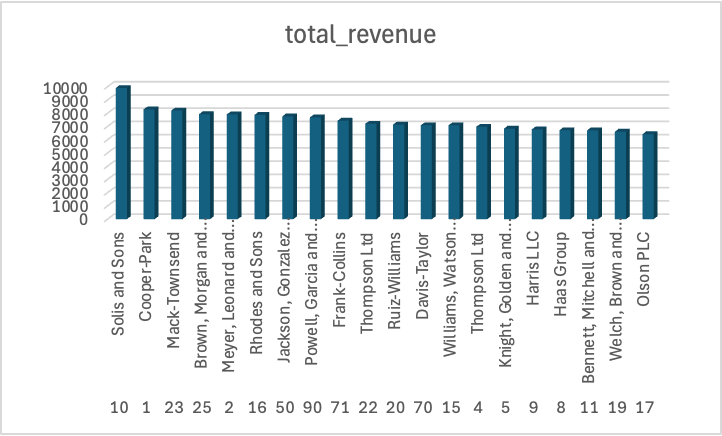 total_revenue
10000
9000
8000
7000
6000
5000
4000
3000
2000
1000
0
Solis and Sons
Cooper-Park
Mack-Townsend
Brown, Morgan and…
Meyer, Leonard and…
Rhodes and Sons
Jackson, Gonzalez…
Powell, Garcia and…
Frank-Collins
Thompson Ltd
Ruiz-Williams
Davis-Taylor
Williams, Watson…
Thompson Ltd
Knight, Golden and…
Harris LLC
Haas Group
Bennett, Mitchell and…
Welch, Brown and…
Olson PLC
10 1 23 25 2 16 50 90 71 22 20 70 15 4 5 9 8 11 19 17